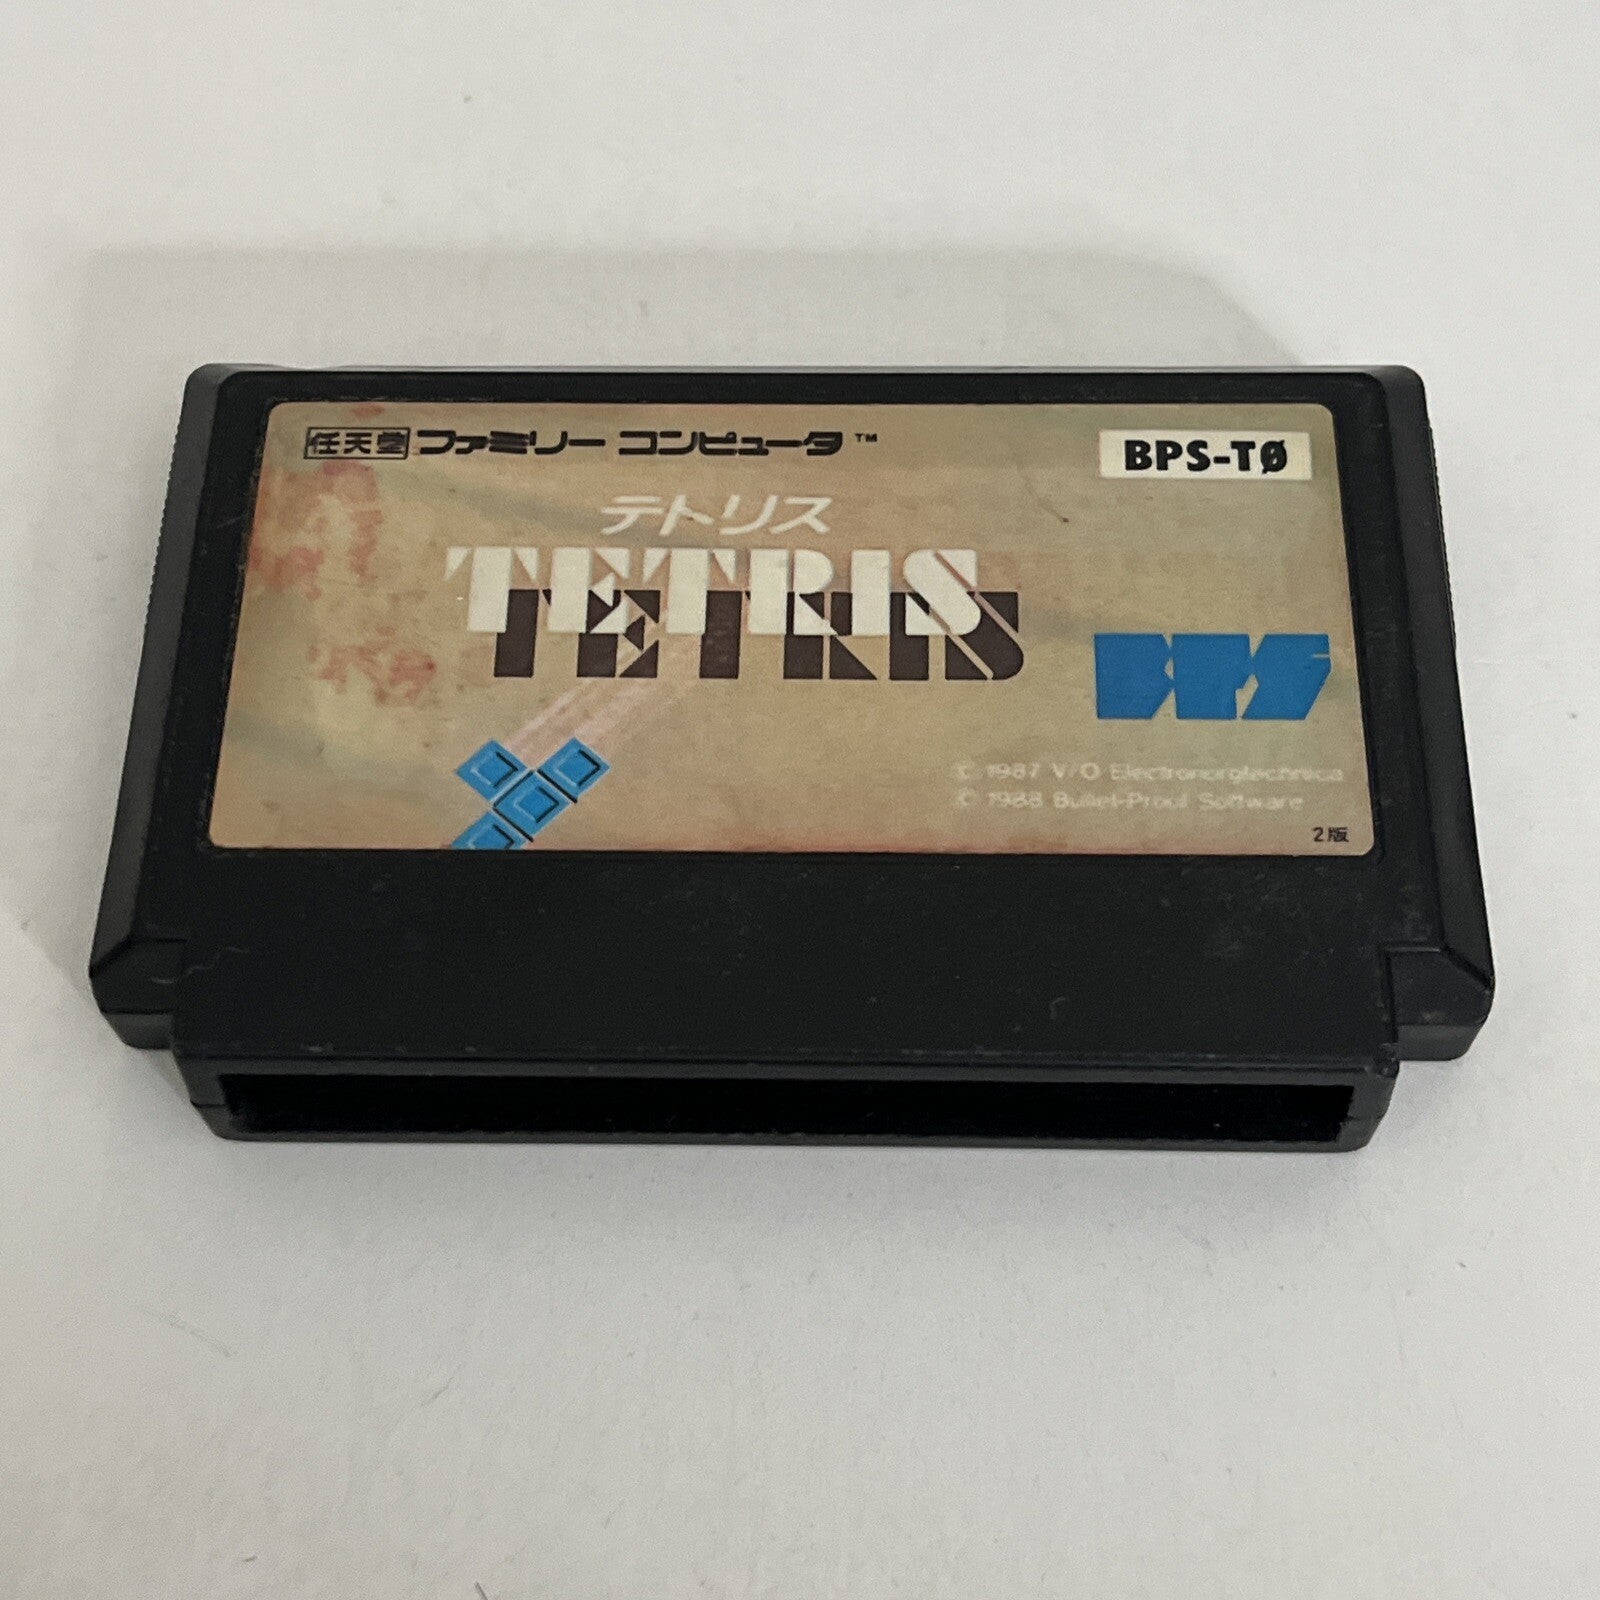 任天堂 ファミリー コンピュータ™
BPS-TØ
テトリス
TETRIS
BPS
© 1987 V/O Electronorgtechnica
© 1988 Bullet-Proof Software
2版